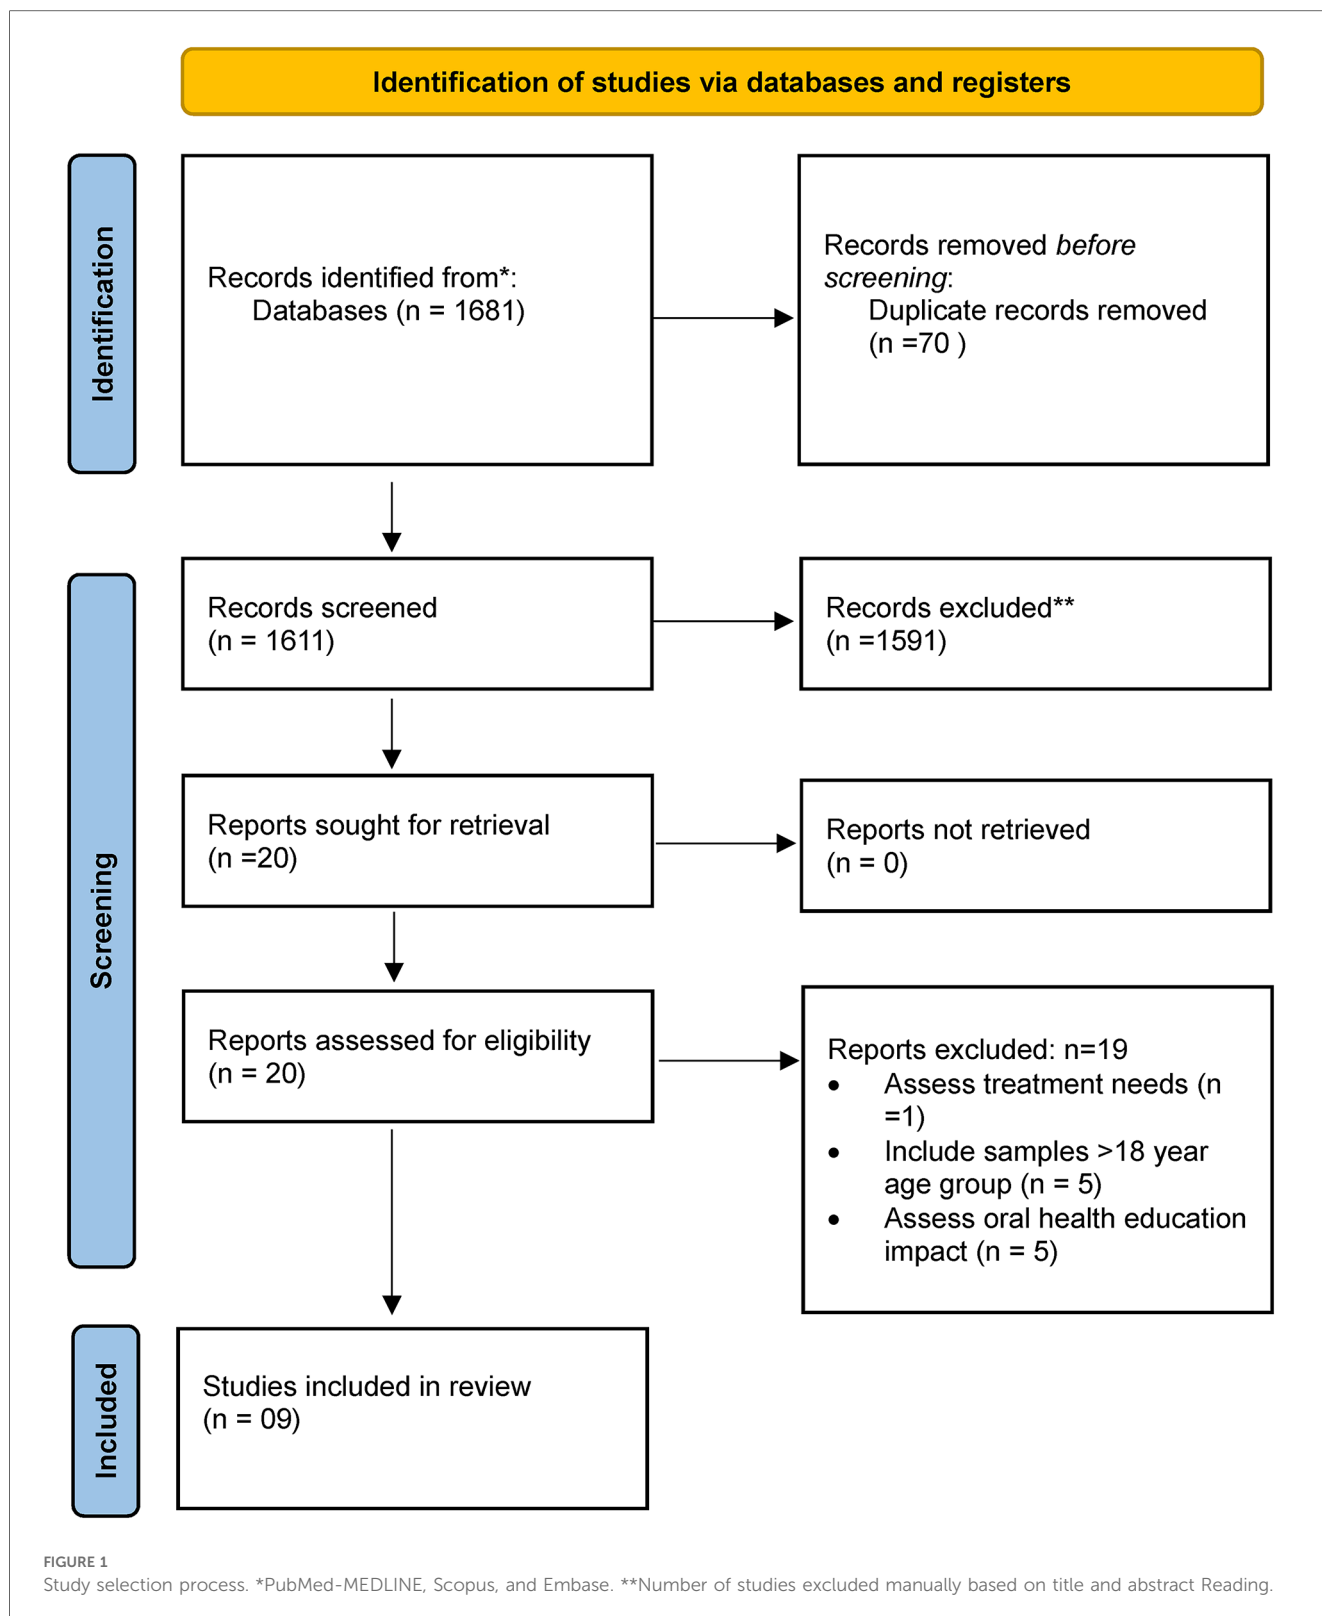 Identification of studies via databases and registers
Identification
Records identified from*:
Databases (n = 1681)
Records removed before
screening:
Duplicate records removed
(n =70 )
Screening
Records screened
(n = 1611)
Records excluded**
(n =1591)
Reports sought for retrieval
(n =20)
Reports not retrieved
(n = 0)
Reports assessed for eligibility
(n = 20)
Reports excluded: n=19
• Assess treatment needs (n
=1)
• Include samples >18 year
age group (n = 5)
• Assess oral health education
impact (n = 5)
Included
Studies included in review
(n = 09)
FIGURE 1
Study selection process. *PubMed-MEDLINE, Scopus, and Embase. **Number of studies excluded manually based on title and abstract Reading.